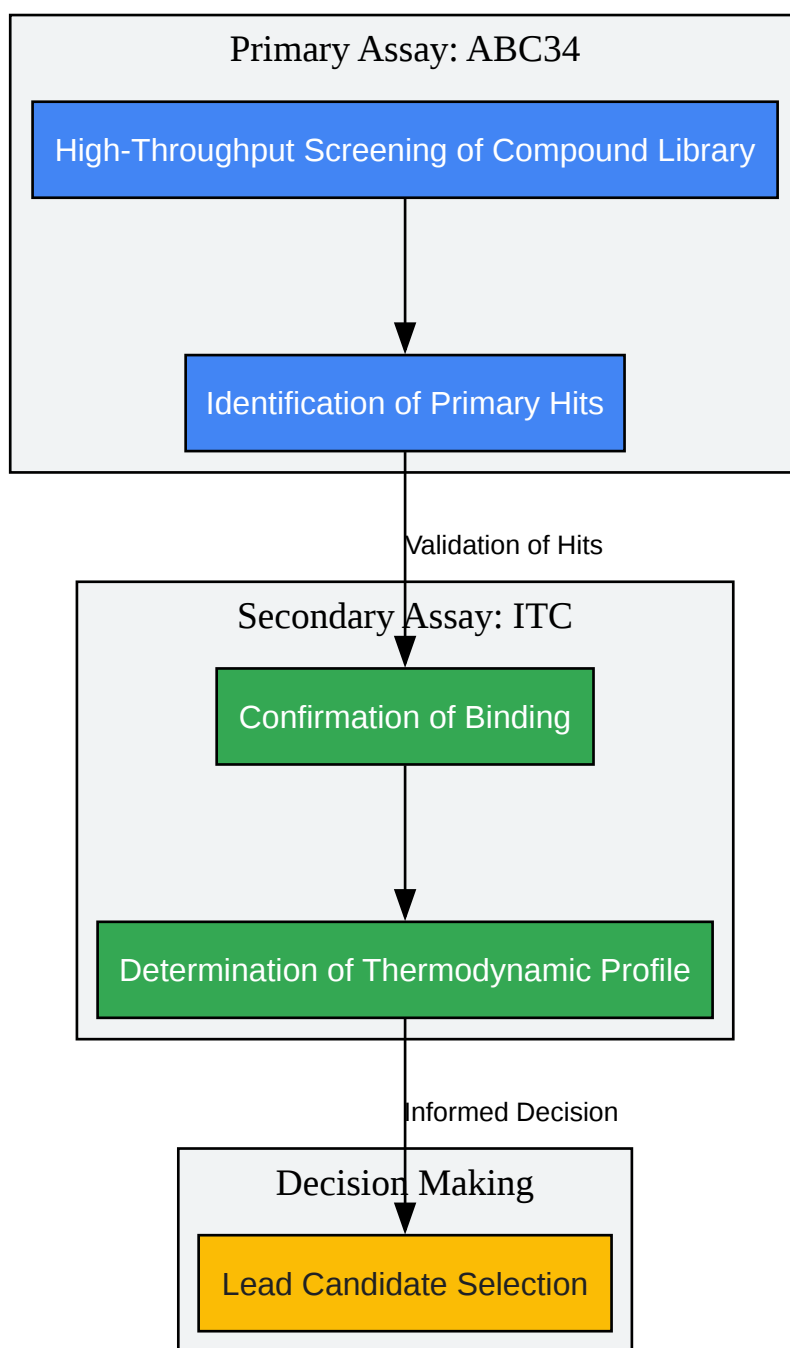 Primary Assay: ABC34
High-Throughput Screening of Compound Library
Identification of Primary Hits
Validation of Hits
Secondary Assay: ITC
Confirmation of Binding
Determination of Thermodynamic Profile
Informed Decision
Decision Making
Lead Candidate Selection